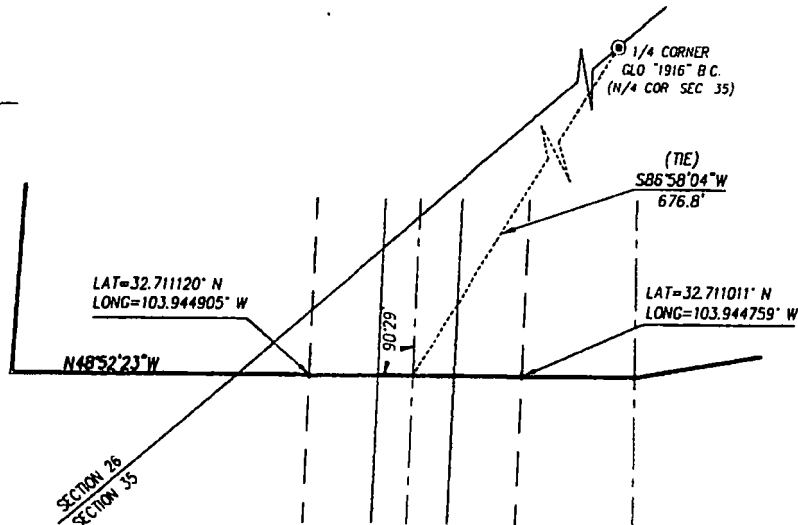 1/4 CORNER
GLO "1916" B.C.
(N/4 COR SEC 35)
(TIE)
S86°58'04"W
676.8'
LAT=32.711120° N
LONG=103.944905° W
LAT=32.711011° N
LONG=103.944759° W
90°29'
N48°52'23"W
SECTION 26
SECTION 35